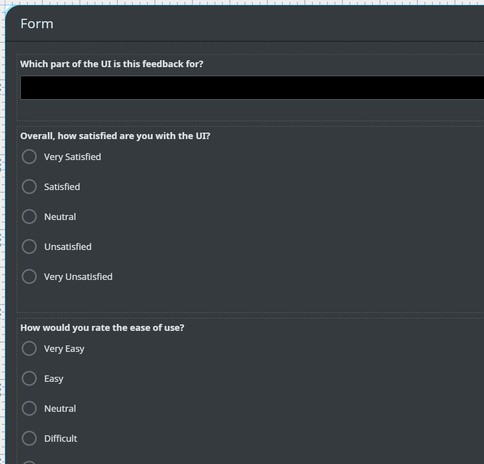 Form
Which part of the UI is this feedback for?
Overall, how satisfied are you with the UI?
Very Satisfied
Satisfied
Neutral
Unsatisfied
Very Unsatisfied
How would you rate the ease of use?
Very Easy
Easy
Neutral
Difficult